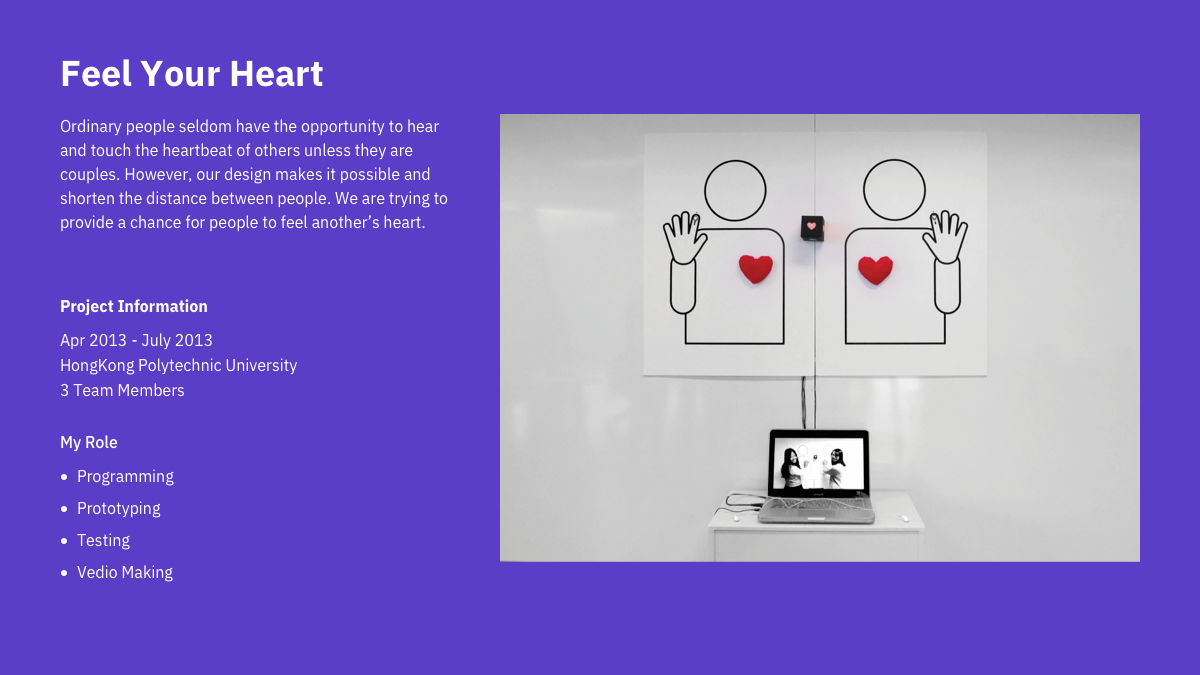 Feel Your Heart
Ordinary people seldom have the opportunity to hear
and touch the heartbeat of others unless they are
couples. However, our design makes it possible and
shorten the distance between people. We are trying to
provide a chance for people to feel another’s heart.
Project Information
Apr 2013 - July 2013
HongKong Polytechnic University
3 Team Members
My Role
• Programming
• Prototyping
• Testing
• Vedio Making